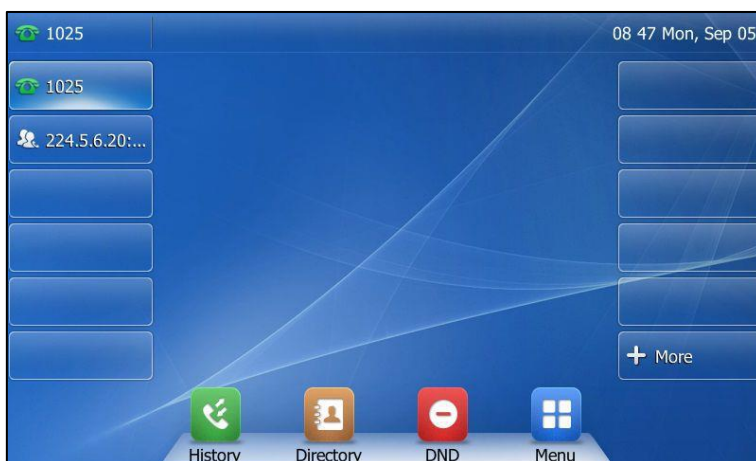 1025
08 47 Mon, Sep 05
1025
224.5.6.20:...
More
History Directory DND Menu